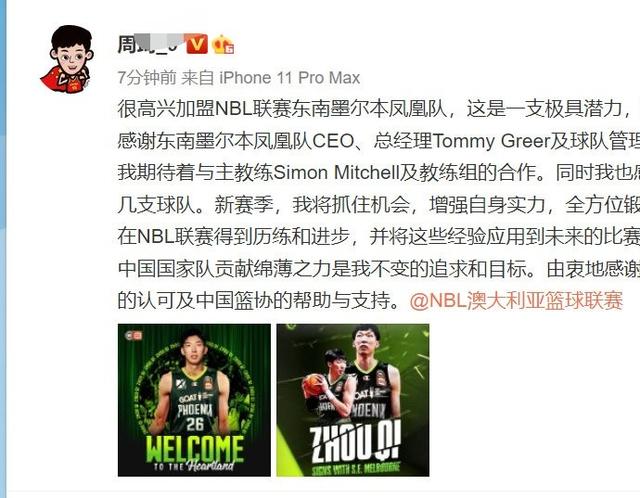 周
7分钟前 来自 iPhone 11 Pro Max
很高兴加盟NBL联赛东南墨尔本凤凰队，这是一支极具潜力，
感谢东南墨尔本凤凰队CEO、总经理Tommy Greer及球队管理
我期待着与主教练Simon Mitchell及教练组的合作。同时我也感
几支球队。新赛季，我将抓住机会，增强自身实力，全方位锻
在NBL联赛得到历练和进步，并将这些经验应用到未来的比赛
中国国家队贡献绵薄之力是我不变的追求和目标。由衷地感谢
的认可及中国篮协的帮助与支持。@NBL澳大利亚篮球联赛
GOAT
PHOENIX
26
WELCOME
TO THE Heartland
GOAT
PHOENIX
ZHOU QI
SIGNS WITH S.E. MELBOURNE